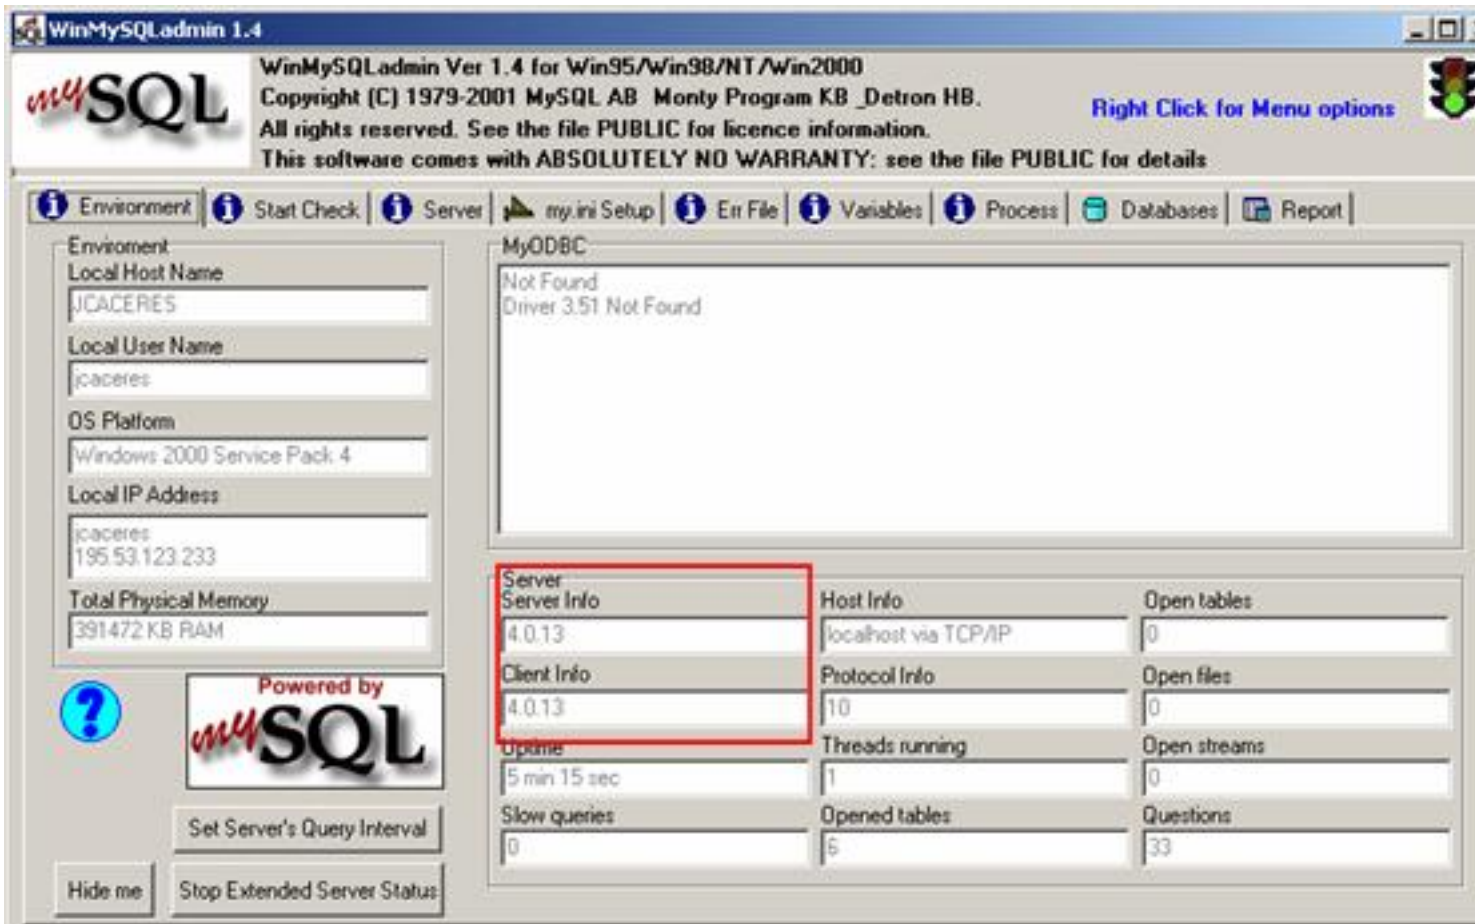 WinMySQLadmin 1.4
mySQL
WinMySQLadmin Ver 1.4 for Win95/Win98/NT/Win2000
Copyright (C) 1979-2001 MySQL AB Monty Program KB _Detron HB.
All rights reserved. See the file PUBLIC for licence information.
This software comes with ABSOLUTELY NO WARRANTY: see the file PUBLIC for details
Right Click for Menu options
Environment Start Check Server my.ini Setup Err File Variables Process Databases Report
Enviroment
Local Host Name
JCACERES
Local User Name
jcaceres
OS Platform
Windows 2000 Service Pack 4
Local IP Address
jcaceres
195.53.123.233
Total Physical Memory
391472 KB RAM
MyODBC
Not Found
Driver 3.51 Not Found
Server
Server Info Host Info Open tables
4.0.13 localhost via TCP/IP 0
Client Info Protocol Info Open files
4.0.13 10 0
Uptime Threads running Open streams
5 min 15 sec 1 0
Slow queries Opened tables Questions
0 6 33
?
Powered by
mySQL
Set Server's Query Interval
Hide me Stop Extended Server Status